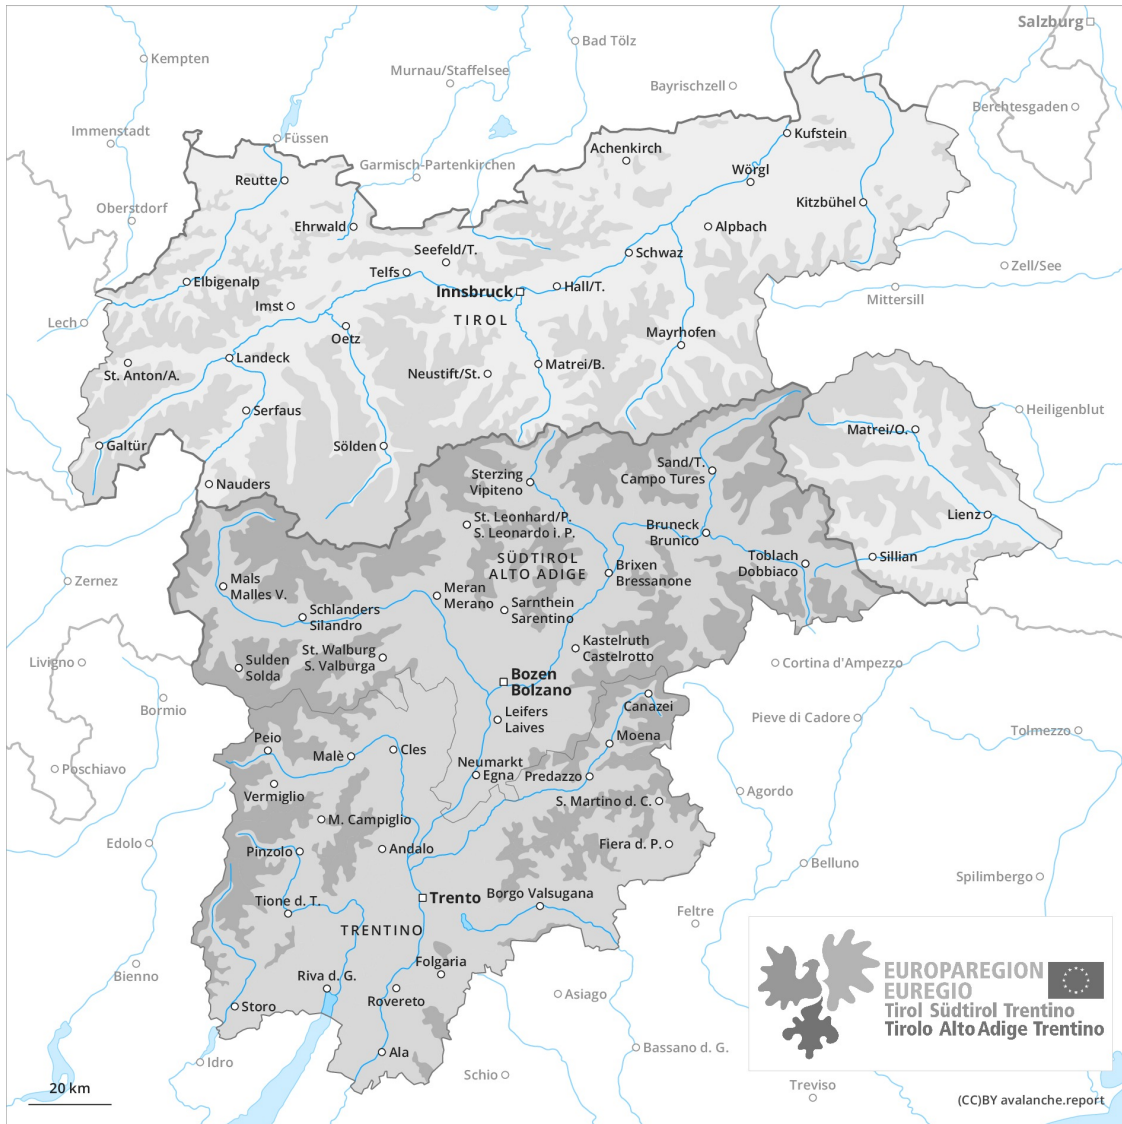 Salzburg
Bad Tölz
Kempten
Murnau/Staffelsee
Bayrischzell
Berchtesgaden
Immenstadt
Füssen
Kufstein
Achenkirch
Garmisch-Partenkirchen
Wörgl
Reutte
Oberstdorf
Kitzbühel
Ehrwald
Alpbach
Seefeld/T.
Schwaz
Telfs
Zell/See
Elbigenalp
Hall/T.
Innsbruck
Mittersill
Imst
TIROL
Lech
Oetz
Mayrhofen
Landeck
Matrei/B.
St. Anton/A.
Neustift/St.
Serfaus
Heiligenblut
Matrei/O.
Galtür
Sölden
Sand/T.
Campo Tures
Sterzing
Vipiteno
Nauders
Lienz
St. Leonhard/P.
S. Leonardo i. P.
Bruneck
Brunico
SÜDTIROL
ALTO ADIGE
Toblach
Dobbiaco
Sillian
Brixen
Bressanone
Zernez
Mals
Malles V.
Meran
Merano
Sarnthein
Sarentino
Schlanders
Silandro
Kastelruth
Castelrotto
St. Walburg
S. Valburga
Livigno
Sulden
Solda
Cortina d'Ampezzo
Bozen
Bolzano
Bormio
Canazei
Leifers
Laives
Pieve di Cadore
Tolmezzo
Peio
Moena
Malè
Cles
Neumarkt
Egna
Predazzo
Poschiavo
Vermiglio
Agordo
S. Martino d. C.
M. Campiglio
Edolo
Fiera d. P.
Pinzolo
Andalo
Belluno
Spilimbergo
Trento
Borgo Valsugana
Tione d. T.
Feltre
TRENTINO
Folgaria
Bienno
Riva d. G.
Rovereto
Asiago
Storo
EUROPAREGION
EUREGIO
Tirol Südtirol Trentino
Tirolo Alto Adige Trentino
Ala
Idro
Bassano d. G.
Schio
Treviso
20 km
(CC)BY avalanche.report